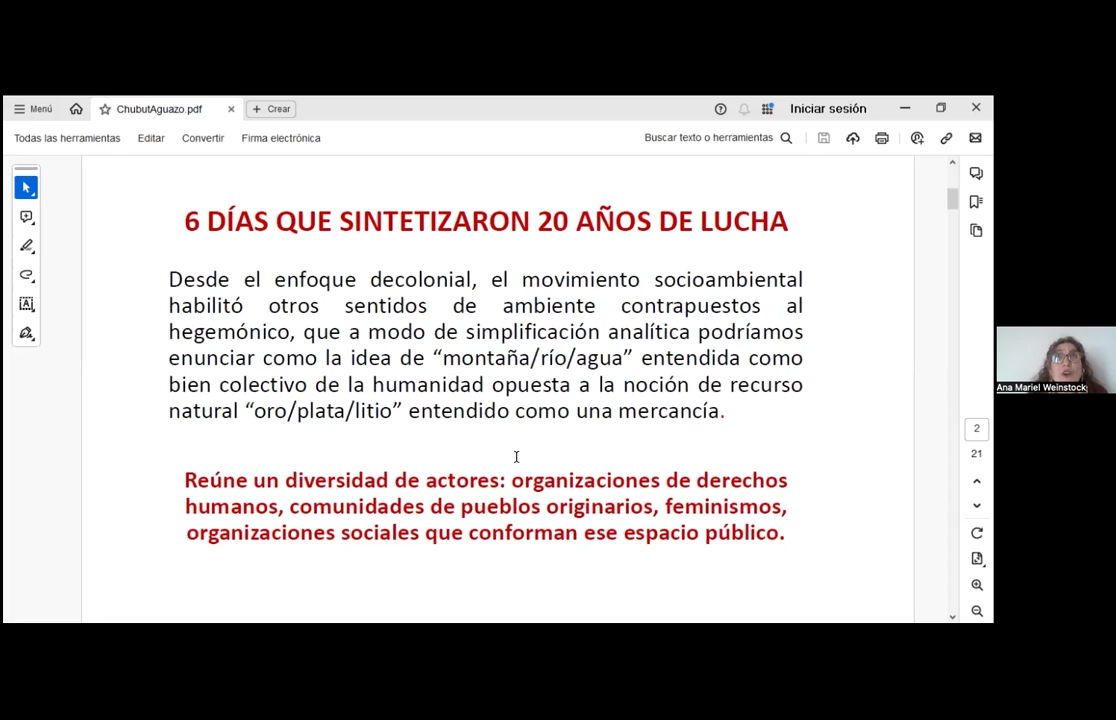 Menú
ChubutAguazo.pdf
Crear
Iniciar sesión
Todas las herramientas
Editar
Convertir
Firma electrónica
Buscar texto o herramientas
6 DÍAS QUE SINTETIZARON 20 AÑOS DE LUCHA
Desde el enfoque decolonial, el movimiento socioambiental
habilitó otros sentidos de ambiente contrapuestos al
hegemónico, que a modo de simplificación analítica podríamos
enunciar como la idea de “montaña/río/agua” entendida como
bien colectivo de la humanidad opuesta a la noción de recurso
natural “oro/plata/litio” entendido como una mercancía.
Reúne un diversidad de actores: organizaciones de derechos
humanos, comunidades de pueblos originarios, feminismos,
organizaciones sociales que conforman ese espacio público.
2
21
Ana Mariel Weinstock